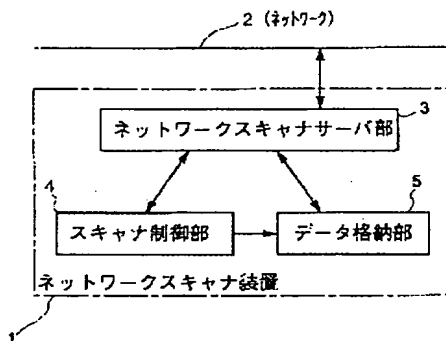 2 (ネットワーク)
3
ネットワークスキャナサーバ部
4
5
スキャナ制御部
データ格納部
ネットワークスキャナ装置
1